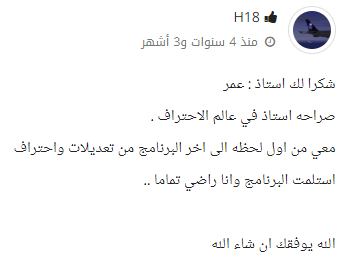 H18
منذ 4 سنوات و3 أشهر
شكرا لك استاذ : عمر
صراحه استاذ في عالم الاحتراف .
معي من اول لحظه الى اخر البرنامج من تعديلات واحتراف
استلمت البرنامج وانا راضي تماما ..
الله يوفقك ان شاء الله